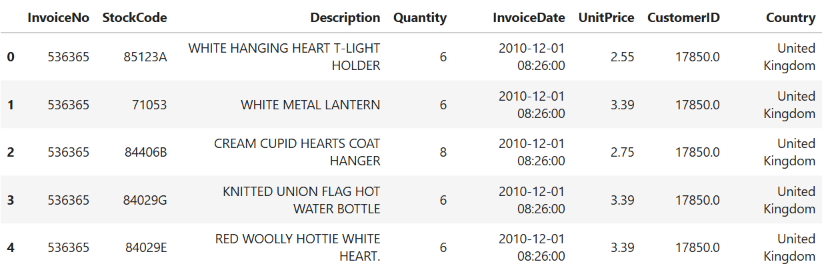 InvoiceNo StockCode Description Quantity InvoiceDate UnitPrice CustomerID Country
0 536365 85123A WHITE HANGING HEART T-LIGHT HOLDER 6 2010-12-01 08:26:00 2.55 17850.0 United Kingdom
1 536365 71053 WHITE METAL LANTERN 6 2010-12-01 08:26:00 3.39 17850.0 United Kingdom
2 536365 84406B CREAM CUPID HEARTS COAT HANGER 8 2010-12-01 08:26:00 2.75 17850.0 United Kingdom
3 536365 84029G KNITTED UNION FLAG HOT WATER BOTTLE 6 2010-12-01 08:26:00 3.39 17850.0 United Kingdom
4 536365 84029E RED WOOLLY HOTTIE WHITE HEART. 6 2010-12-01 08:26:00 3.39 17850.0 United Kingdom